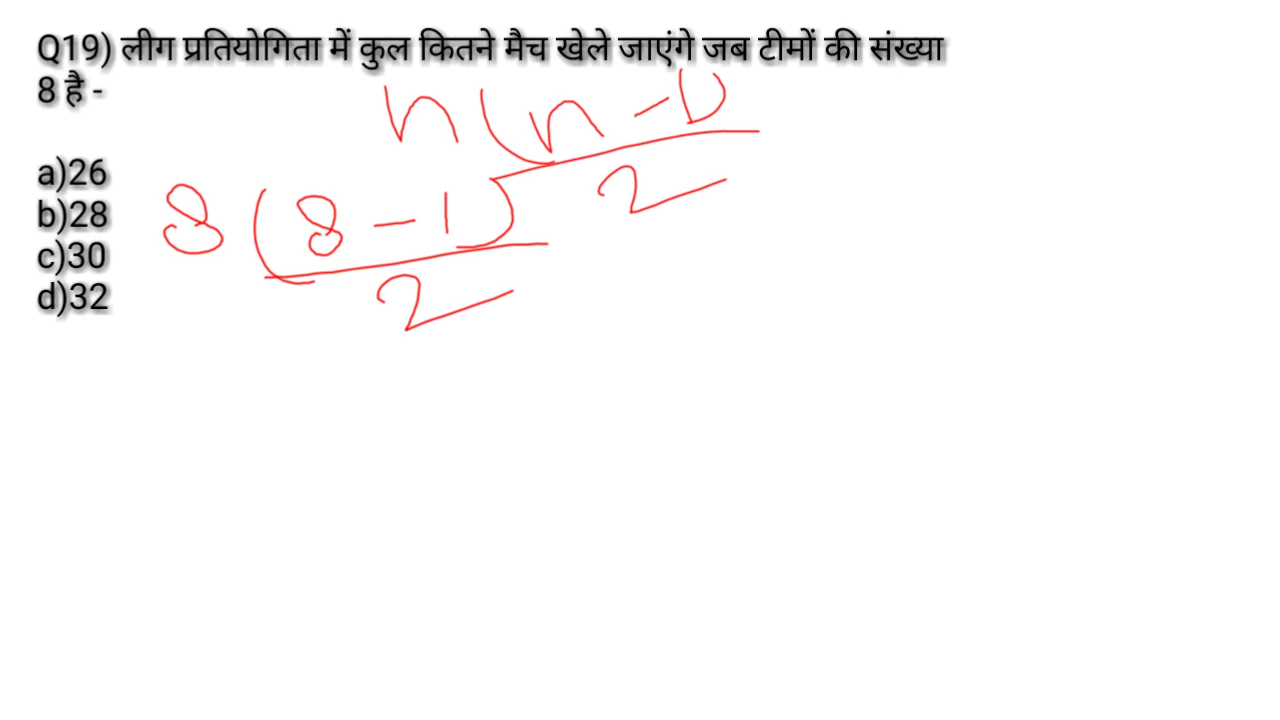 Q19) लीग प्रतियोगिता में कुल कितने मैच खेले जाएंगे जब टीमों की संख्या
8 है -
n(n-1)
2
a)26
b)28
c)30
d)32
8(8-1)
2